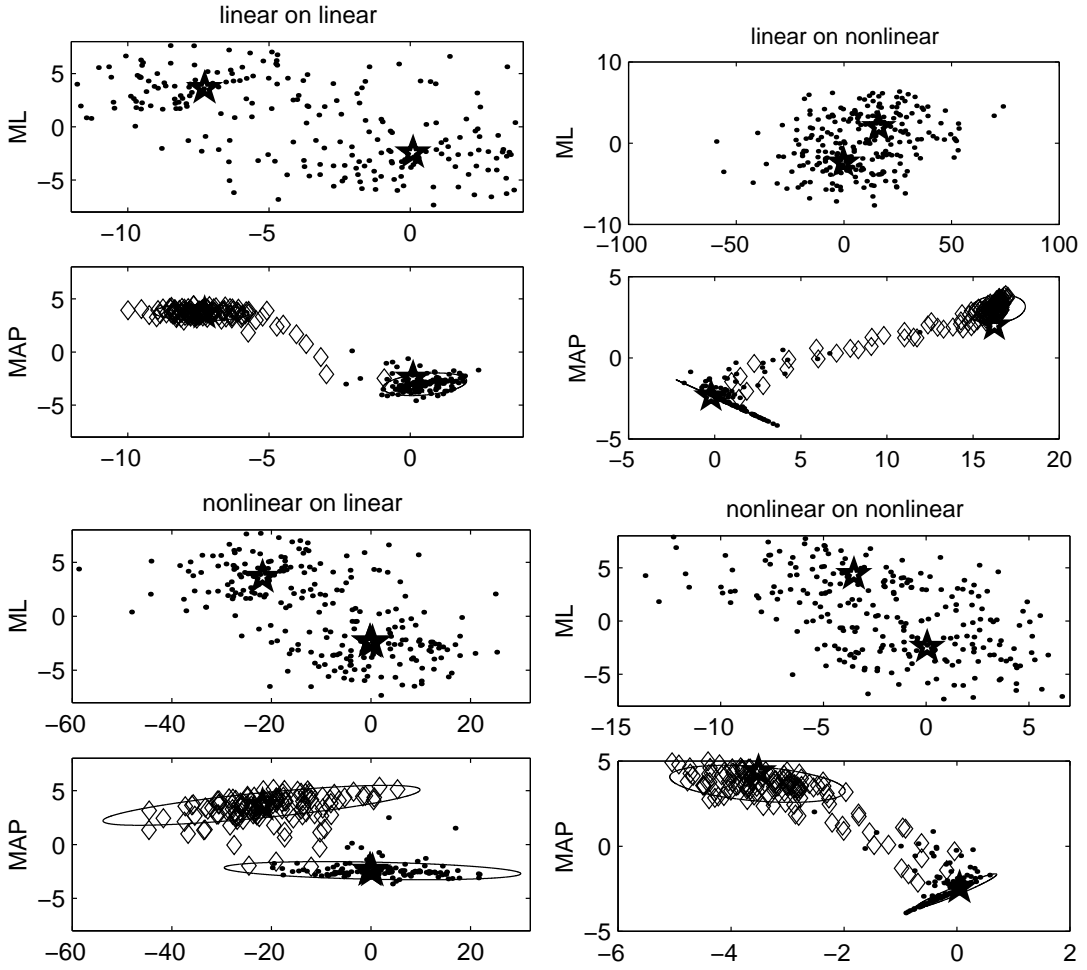 linear on linear
ML
5
0
−5
−10 −5 0
linear on nonlinear
ML
10
0
−10
−100 −50 0 50 100
MAP
5
0
−5
−10 −5 0
MAP
5
0
−5
−5 0 5 10 15 20
nonlinear on linear
ML
5
0
−5
−60 −40 −20 0 20
nonlinear on nonlinear
ML
5
0
−5
−15 −10 −5 0 5
MAP
5
0
−5
−60 −40 −20 0 20
MAP
5
0
−5
−6 −4 −2 0 2